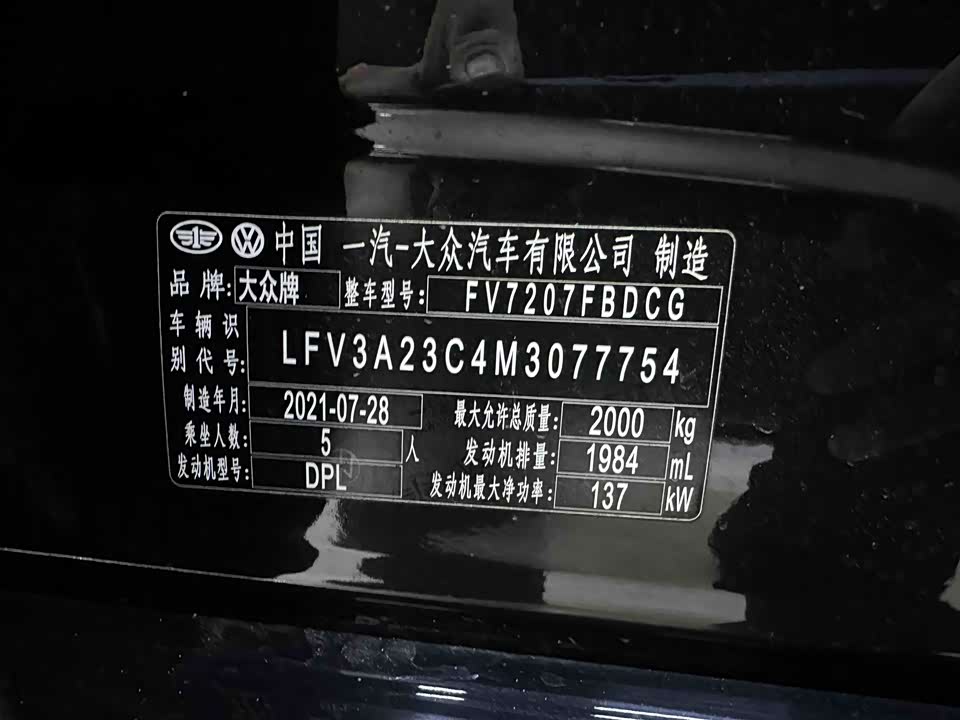 中国 一汽-大众汽车有限公司 制造
品牌: 大众牌 整车型号: FV7207FBDCG
车辆识别代号: LFV3A23C4M3077754
制造年月: 2021-07-28 最大允许总质量: 2000 kg
乘坐人数: 5 人 发动机排量: 1984 mL
发动机型号: DPL 发动机最大净功率: 137 kW